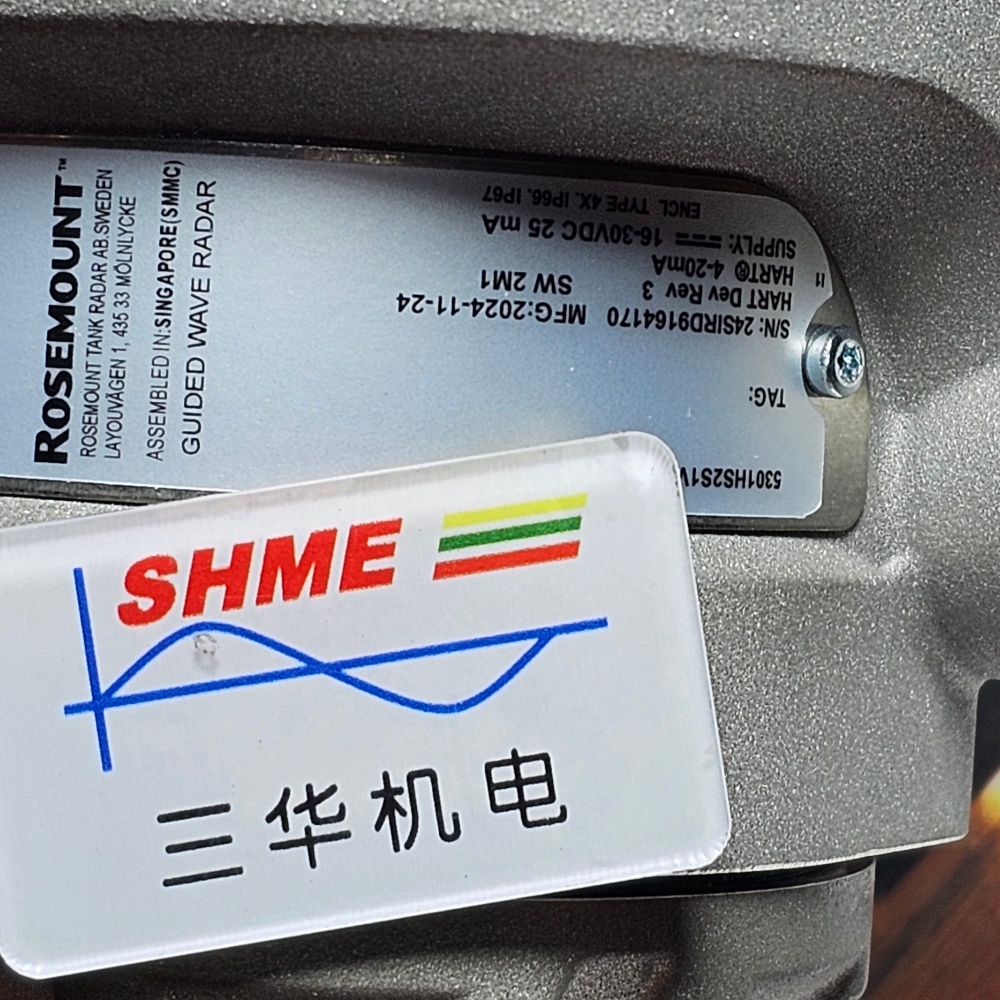 ROSEMOUNT™
ROSEMOUNT TANK RADAR AB.SWEDEN
LAYOUVÄGEN 1, 435 33 MÖLNLYCKE
ASSEMBLED IN:SINGAPORE(SMMC)
GUIDED WAVE RADAR
5301HS2S1V
TAG:
S/N: 24SIRD9164170 MFG:2024-11-24
HART Dev Rev 3 SW 2M1
HART® 4-20mA
SUPPLY: 16-30VDC 25 mA
ENCL. TYPE 4X, IP66, IP67
SHME
三华机电